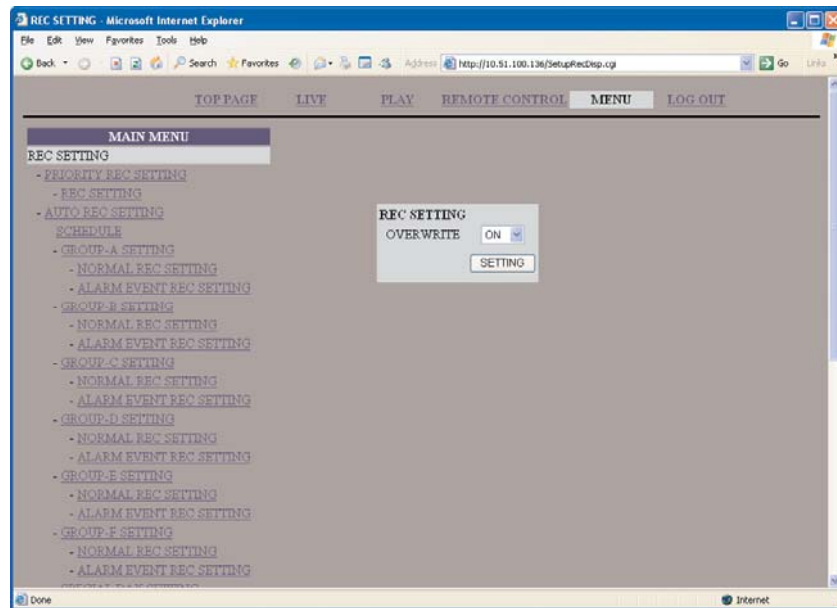 REC SETTING - Microsoft Internet Explorer
File Edit View Favorites Tools Help
Back Search Favorites Address http://10.51.100.136/SetupRecDisp.cgi Go Links
TOP PAGE LIVE PLAY REMOTE CONTROL MENU LOG OUT
MAIN MENU
REC SETTING
- PRIORITY REC SETTING
- REC SETTING
- AUTO REC SETTING
SCHEDULE
- GROUP-A SETTING
- NORMAL REC SETTING
- ALARM EVENT REC SETTING
- GROUP-B SETTING
- NORMAL REC SETTING
- ALARM EVENT REC SETTING
- GROUP-C SETTING
- NORMAL REC SETTING
- ALARM EVENT REC SETTING
- GROUP-D SETTING
- NORMAL REC SETTING
- ALARM EVENT REC SETTING
- GROUP-E SETTING
- NORMAL REC SETTING
- ALARM EVENT REC SETTING
- GROUP-F SETTING
- NORMAL REC SETTING
- ALARM EVENT REC SETTING
REC SETTING
OVERWRITE ON
SETTING
Done Internet